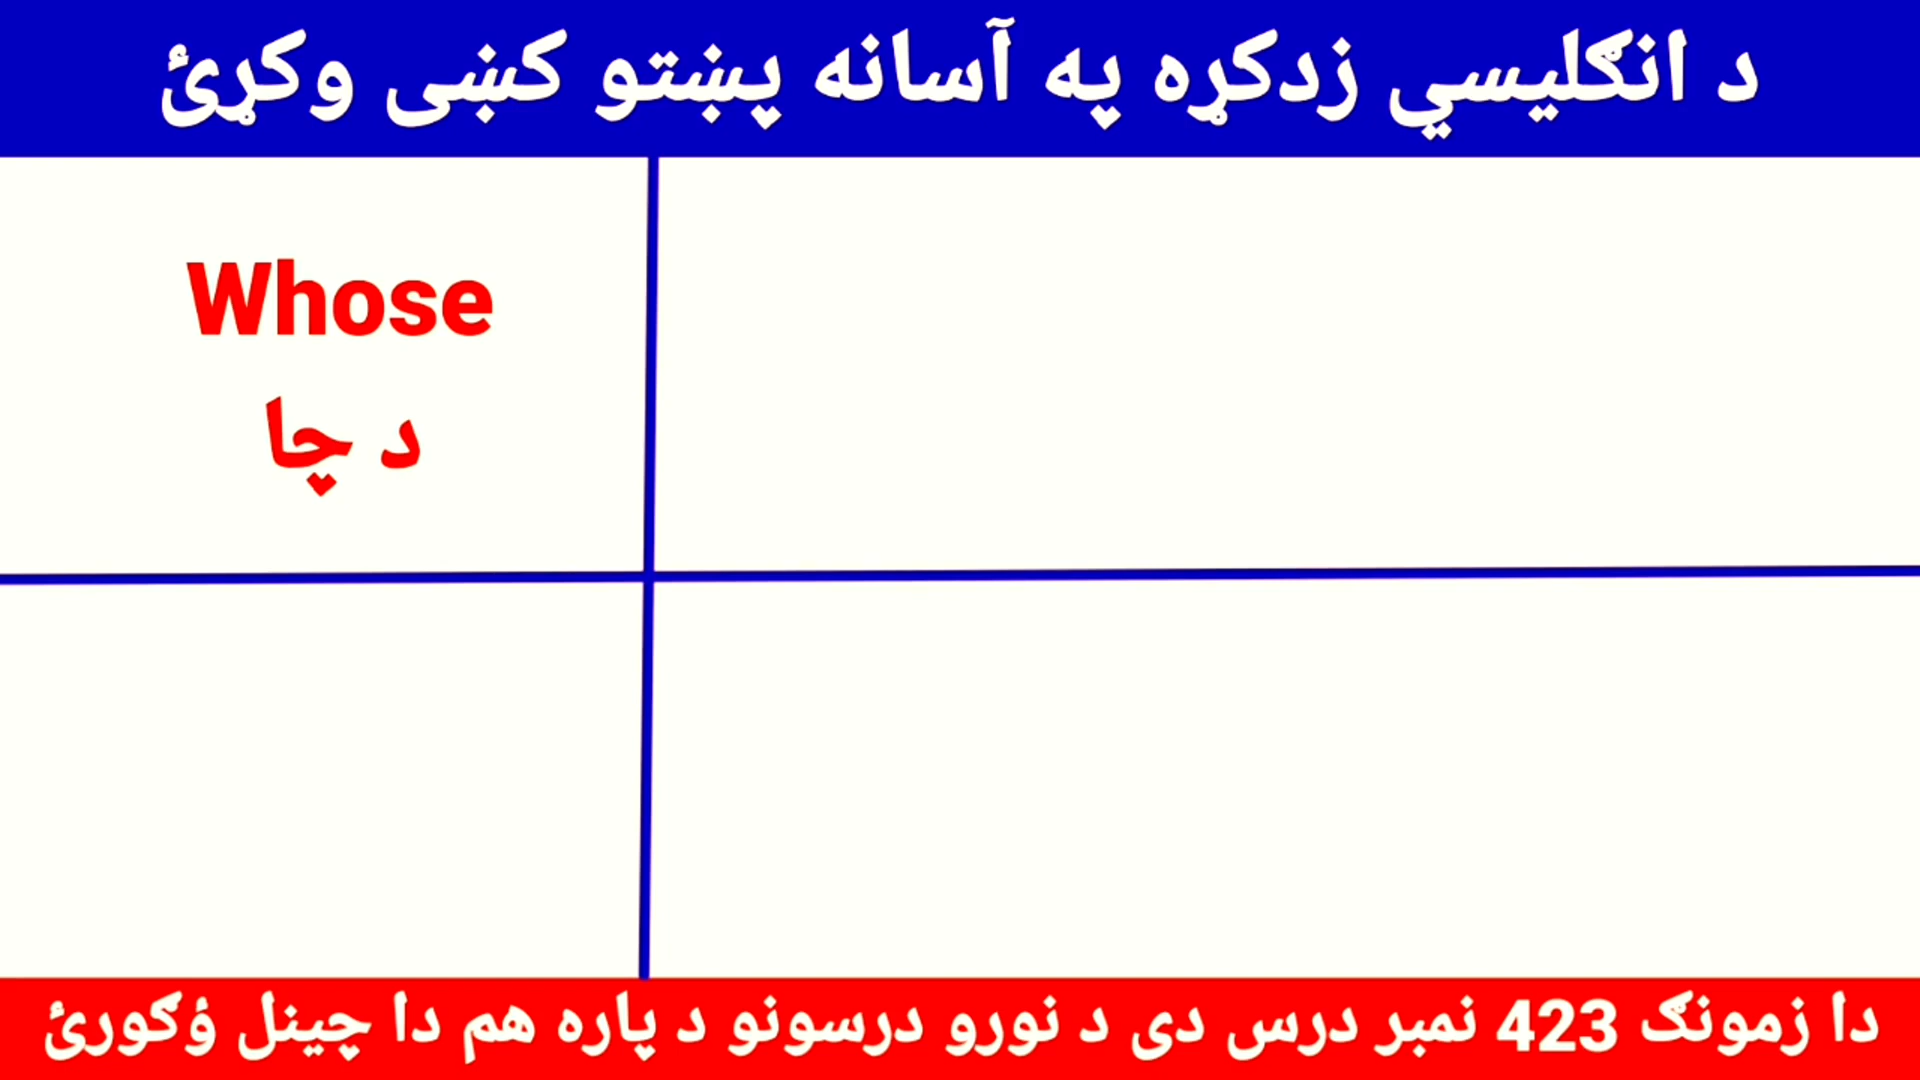 د انګلیسي زدکړه په آسانه پښتو کښی وکړئ
Whose
د چا
دا زمونګ 423 نمبر درس دی د نورو درسونو د پاره هم دا چینل ؤګورئ